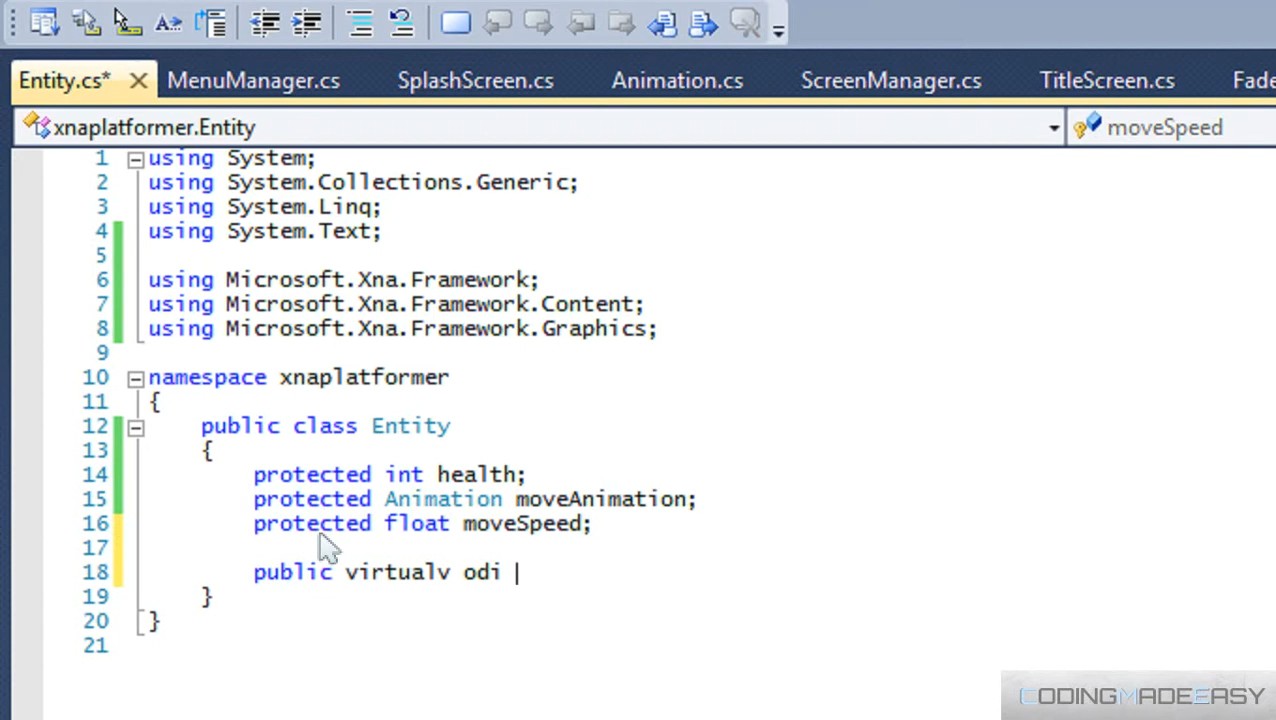 Entity.cs* MenuManager.cs SplashScreen.cs Animation.cs ScreenManager.cs TitleScreen.cs Fade
xnaplatformer.Entity moveSpeed
1 using System;
2 using System.Collections.Generic;
3 using System.Linq;
4 using System.Text;
5
6 using Microsoft.Xna.Framework;
7 using Microsoft.Xna.Framework.Content;
8 using Microsoft.Xna.Framework.Graphics;
9
10 namespace xnaplatformer
11 {
12 public class Entity
13 {
14 protected int health;
15 protected Animation moveAnimation;
16 protected float moveSpeed;
17
18 public virtualv odi
19 }
20 }
21
CODINGMADEEASY